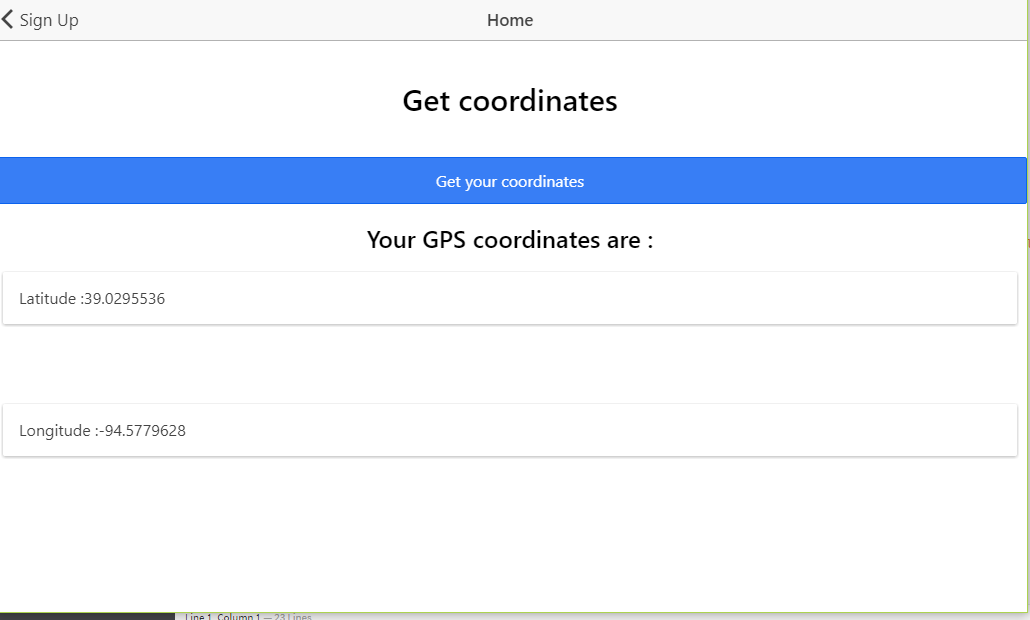 Sign Up
Home
Get coordinates
Get your coordinates
Your GPS coordinates are :
Latitude :39.0295536
Longitude :-94.5779628
Line 1, Column 1 — 23 Lines